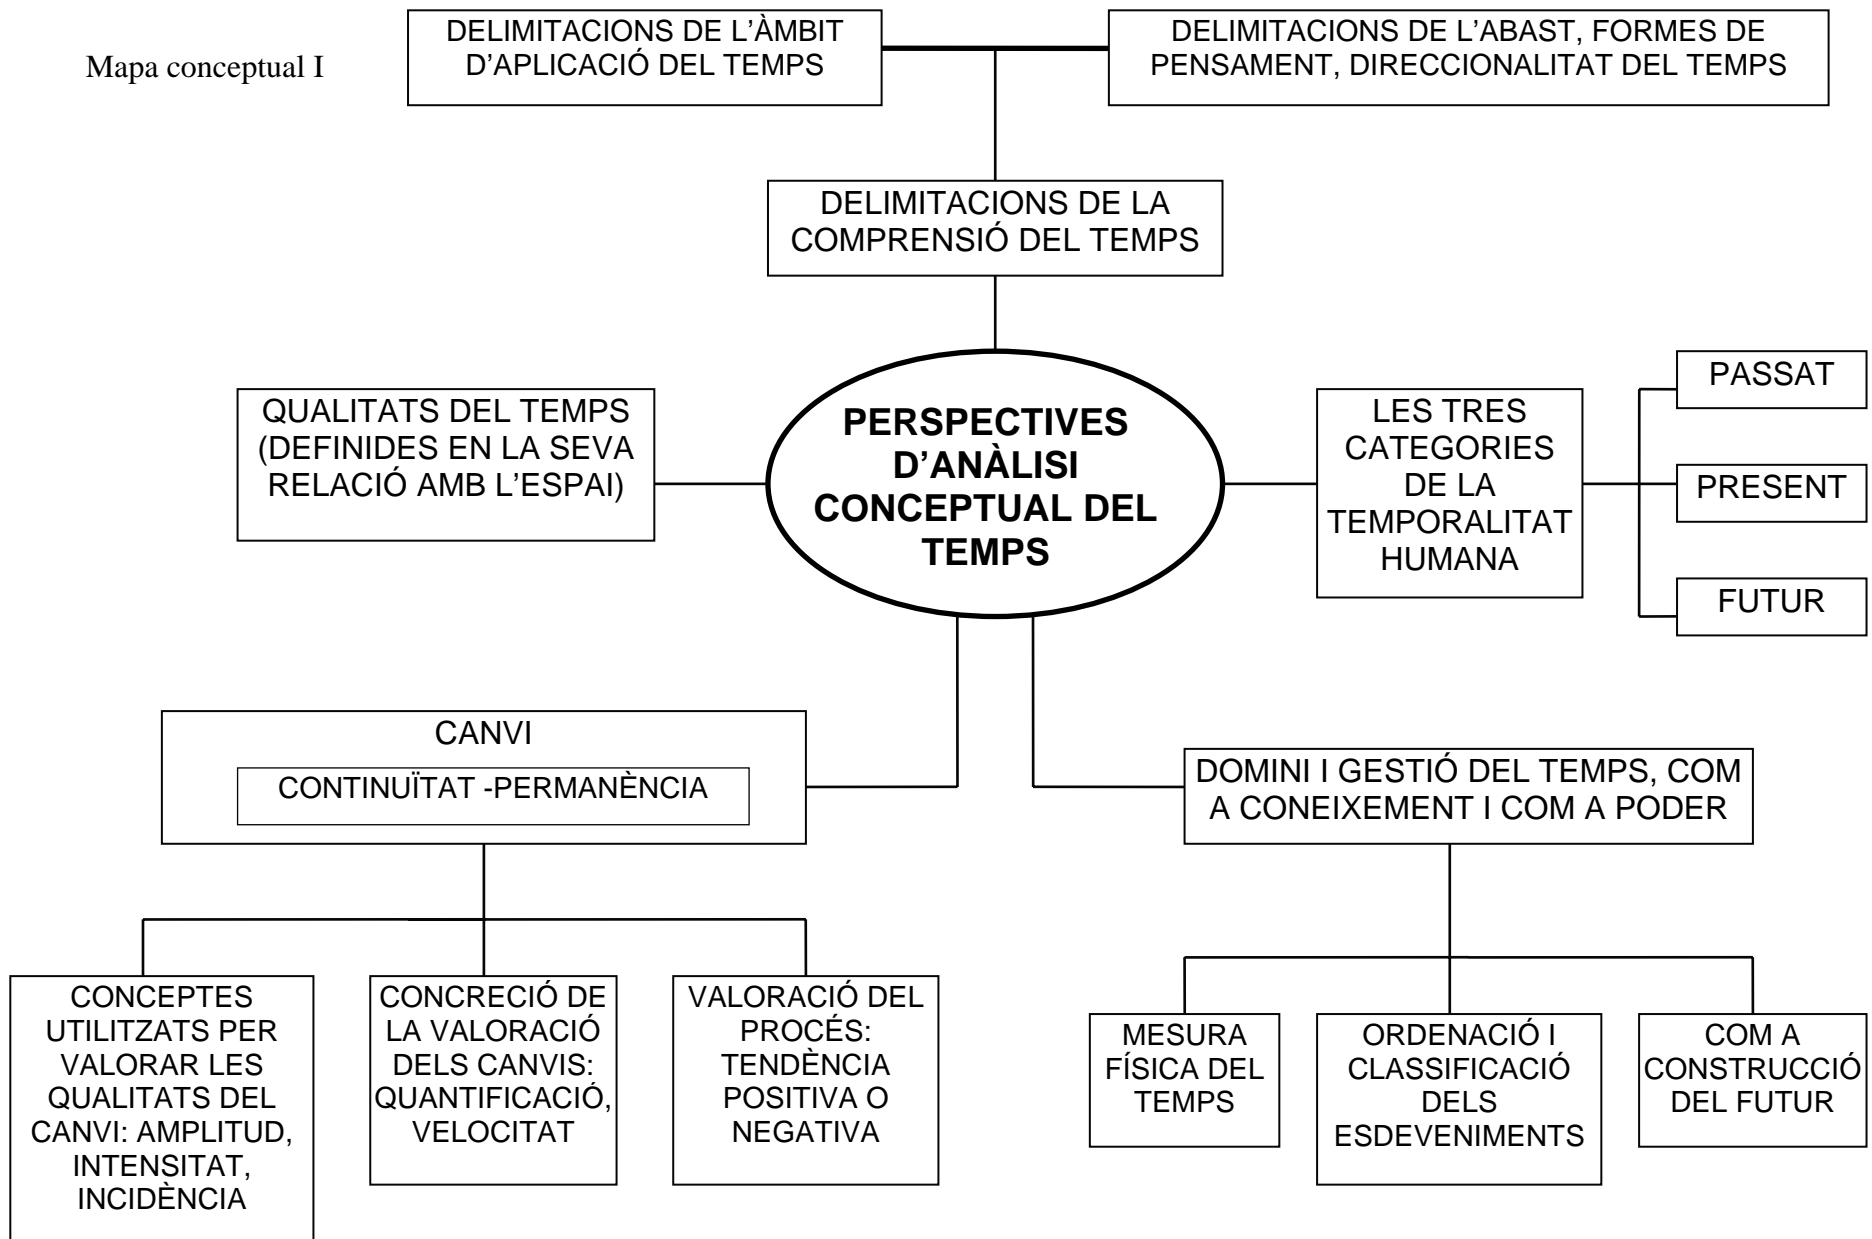 Mapa conceptual I
DELIMITACIONS DE L’ÀMBIT
D’APLICACIÓ DEL TEMPS
DELIMITACIONS DE L’ABAST, FORMES DE
PENSAMENT, DIRECCIONALITAT DEL TEMPS
DELIMITACIONS DE LA
COMPRENSIÓ DEL TEMPS
QUALITATS DEL TEMPS
(DEFINIDES EN LA SEVA
RELACIÓ AMB L’ESPAI)
PERSPECTIVES
D’ANÀLISI
CONCEPTUAL DEL
TEMPS
LES TRES
CATEGORIES
DE LA
TEMPORALITAT
HUMANA
PASSAT
PRESENT
FUTUR
CANVI
CONTINUÏTAT -PERMANÈNCIA
DOMINI I GESTIÓ DEL TEMPS, COM
A CONEIXEMENT I COM A PODER
CONCEPTES
UTILITZATS PER
VALORAR LES
QUALITATS DEL
CANVI: AMPLITUD,
INTENSITAT,
INCIDÈNCIA
CONCRECIÓ DE
LA VALORACIÓ
DELS CANVIS:
QUANTIFICACIÓ,
VELOCITAT
VALORACIÓ DEL
PROCÉS:
TENDÈNCIA
POSITIVA O
NEGATIVA
MESURA
FÍSICA DEL
TEMPS
ORDENACIÓ I
CLASSIFICACIÓ
DELS
ESDEVENIMENTS
COM A
CONSTRUCCIÓ
DEL FUTUR